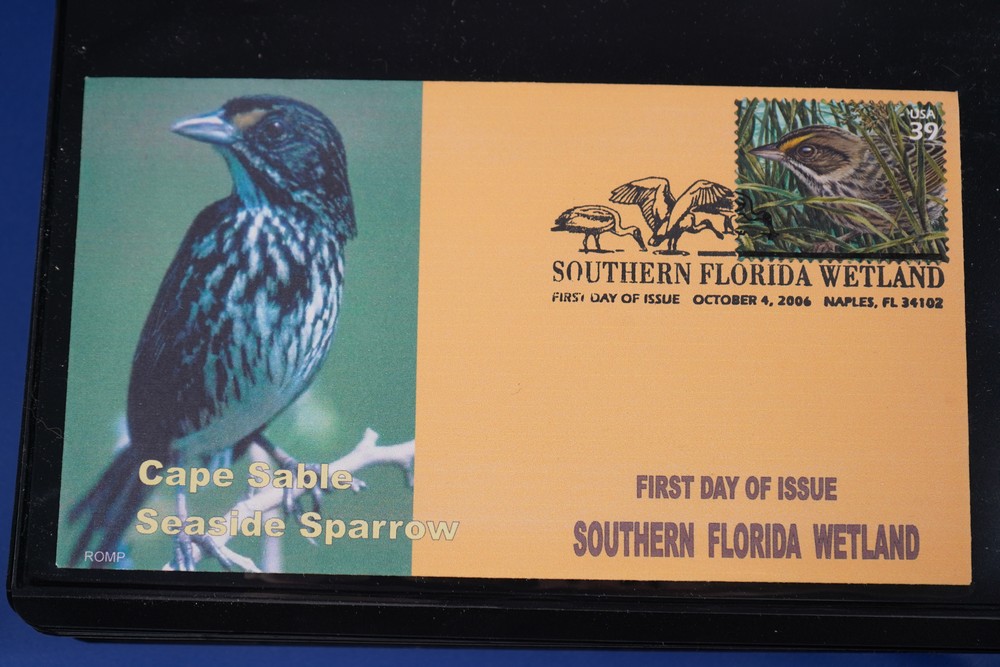 USA
39
SOUTHERN FLORIDA WETLAND
FIRST DAY OF ISSUE OCTOBER 4, 2006 NAPLES, FL 34102
Cape Sable
Seaside Sparrow
ROMP
FIRST DAY OF ISSUE
SOUTHERN FLORIDA WETLAND